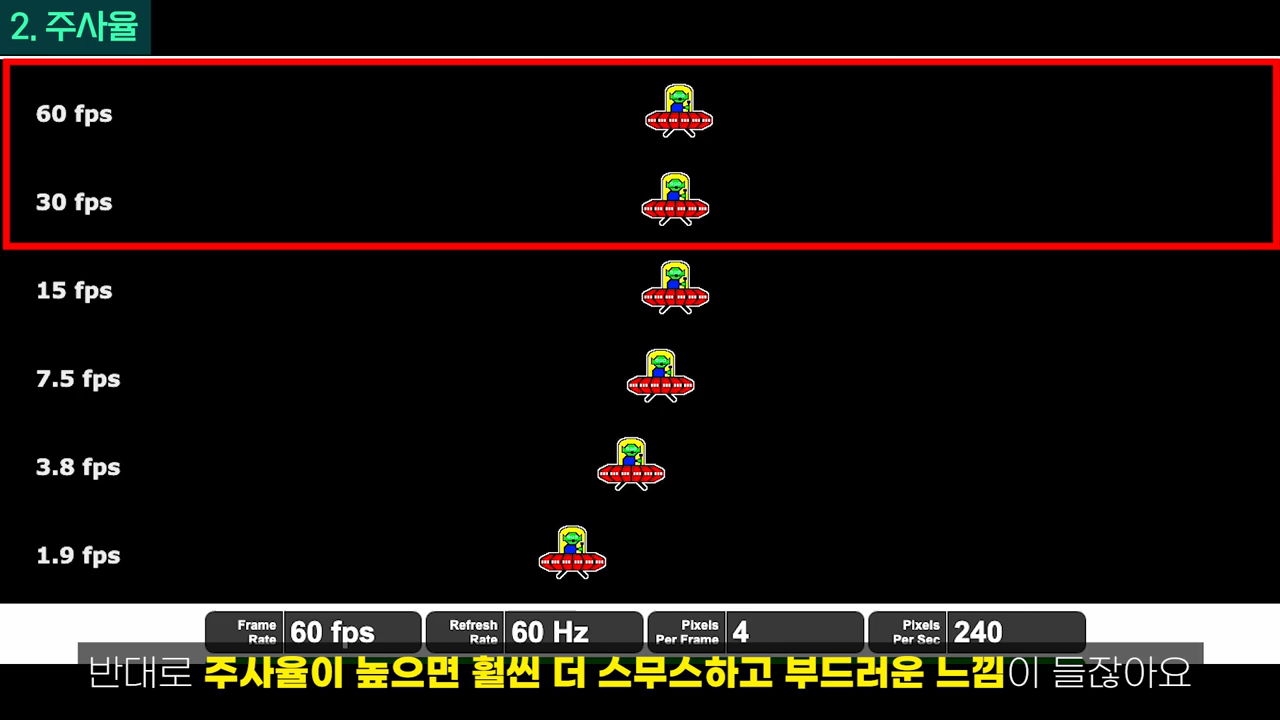 2. 주사율
60 fps
30 fps
15 fps
7.5 fps
3.8 fps
1.9 fps
Frame Rate 60 fps
Refresh Rate 60 Hz
Pixels Per Frame 4
Pixels Per Sec 240
반대로 주사율이 높으면 훨씬 더 스무스하고 부드러운 느낌이 들잖아요